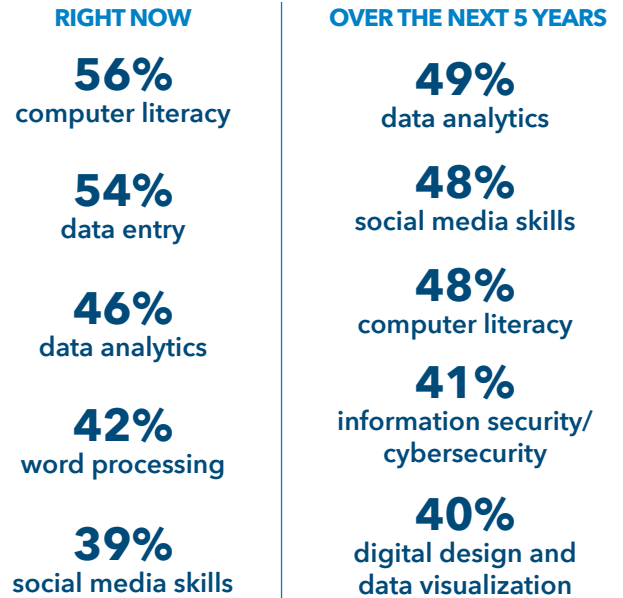 RIGHT NOW
56%
computer literacy
54%
data entry
46%
data analytics
42%
word processing
39%
social media skills
OVER THE NEXT 5 YEARS
49%
data analytics
48%
social media skills
48%
computer literacy
41%
information security/
cybersecurity
40%
digital design and
data visualization